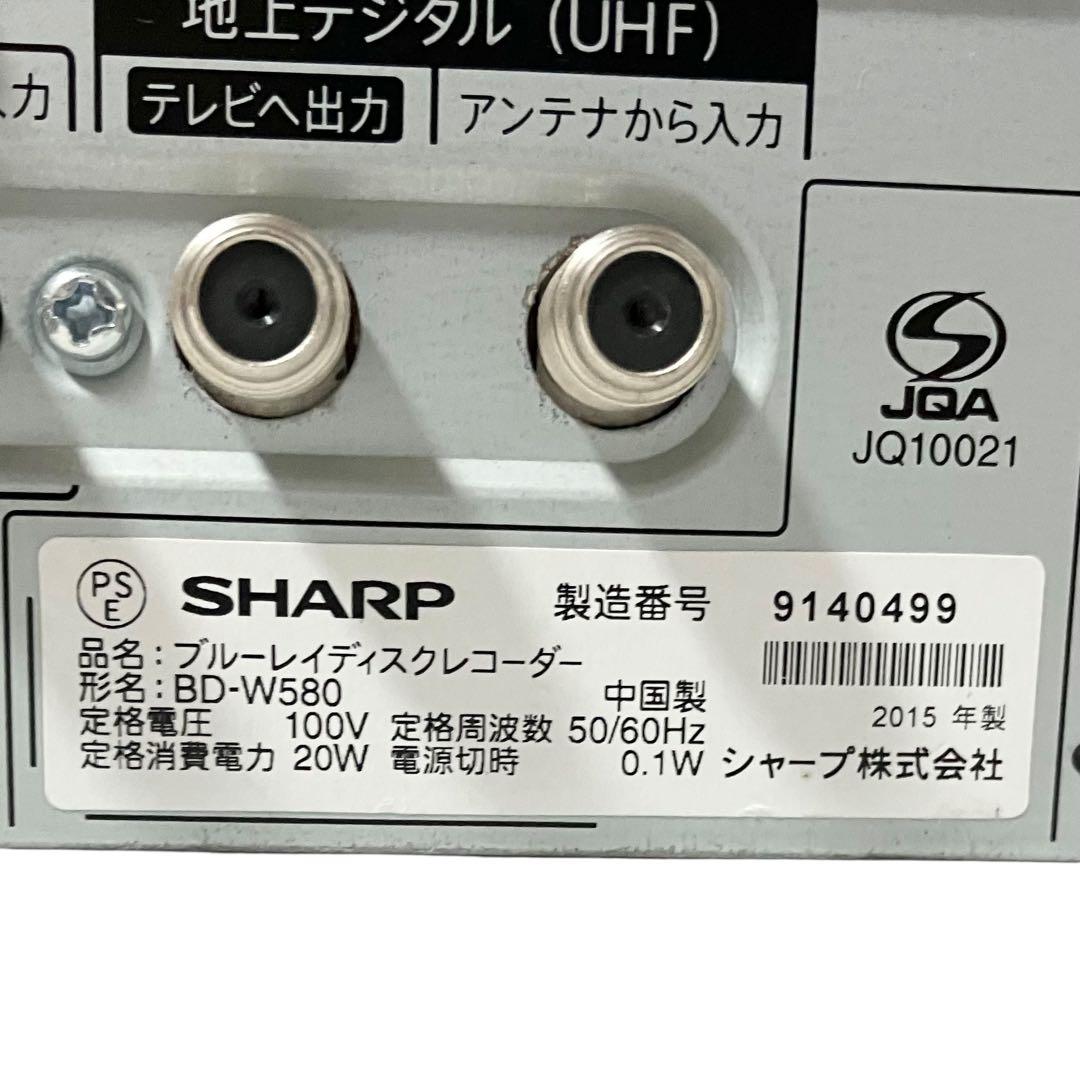 地上デジタル (UHF)
入力
テレビへ出力
アンテナから入力
JQA
JQ10021
PS
E
SHARP 製造番号 9140499
品名：ブルーレイディスクレコーダー
形名：BD-W580 中国製
2015 年製
定格電圧 100V 定格周波数 50/60Hz
定格消費電力 20W 電源切時 0.1W シャープ株式会社